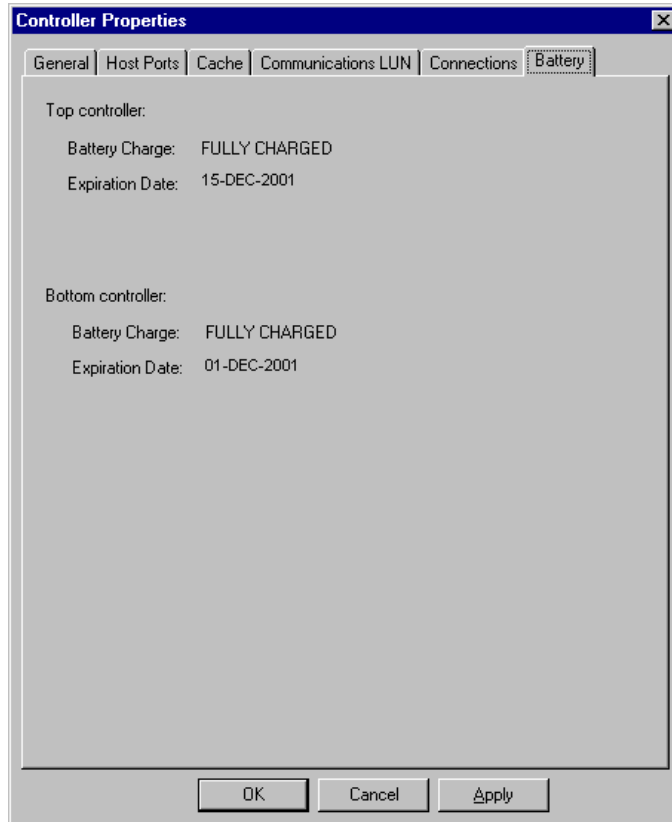 Controller Properties
General Host Ports Cache Communications LUN Connections Battery
Top controller:
Battery Charge: FULLY CHARGED
Expiration Date: 15-DEC-2001
Bottom controller:
Battery Charge: FULLY CHARGED
Expiration Date: 01-DEC-2001
OK Cancel Apply